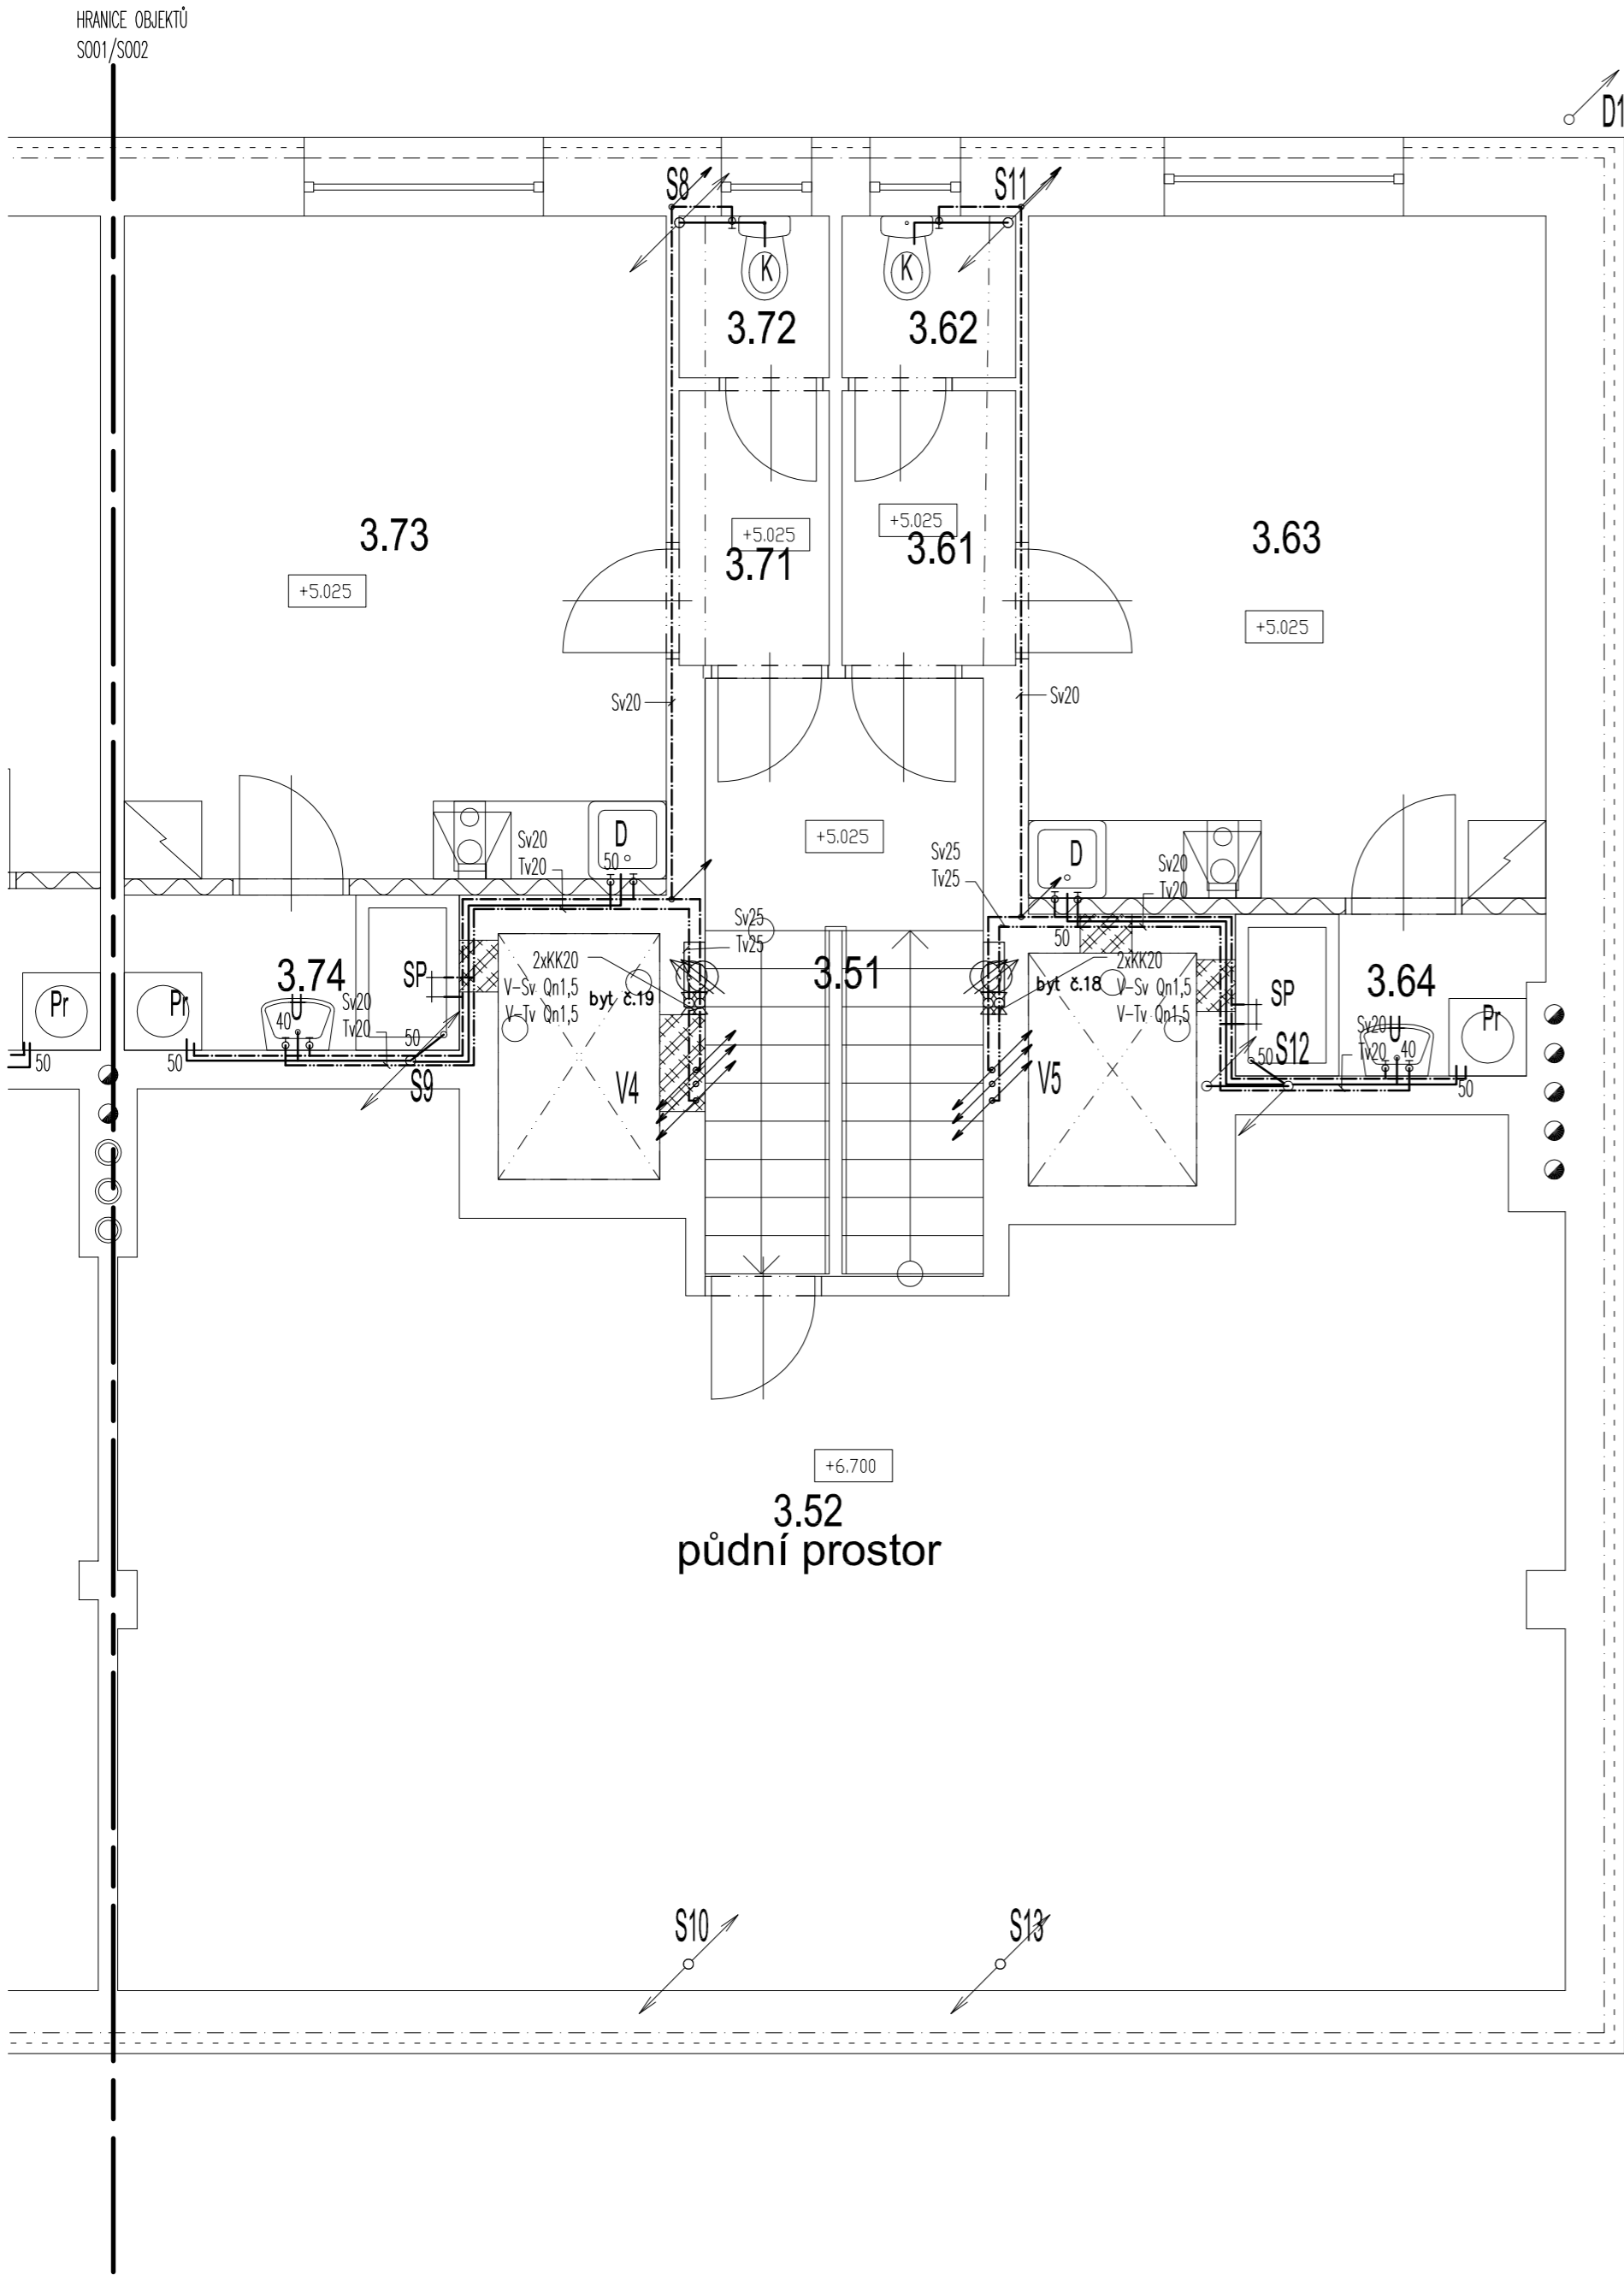 HRANICE OBJEKTŮ
SO01/SO02
D1
S8
S11
K
K
3.72
3.62
3.73
+5.025
3.71
+5.025
3.61
3.63
+5.025
+5.025
Sv20
Sv20
+5.025
D
50
Sv20
Tv20
Sv25
Tv25
D
Sv20
Tv20
50
Sv25
Tv25
3.74
SP
2xKK20
V-Sv Qn1,5
V-Tv Qn1,5
byt č.19
3.51
2xKK20
V-Sv Qn1,5
V-Tv Qn1,5
byt č.18
SP
3.64
Pr
Pr
U
40
Sv20
Tv20
50
Sv20
Tv20
U
40
Pr
50
50
S9
V4
V5
50
S12
50
+6.700
3.52
půdní prostor
S10
S13